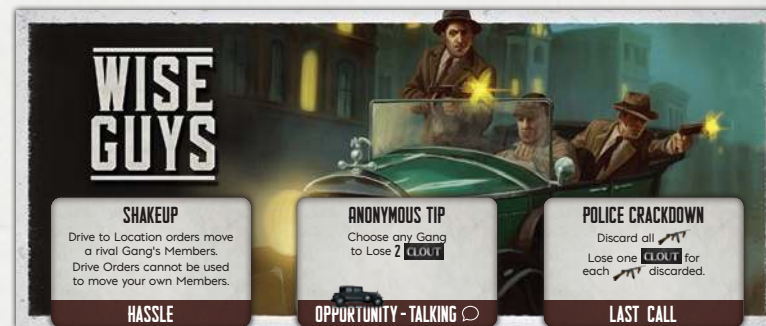 WISE
GUYS
SHAKEUP
Drive to Location orders move
a rival Gang's Members.
Drive Orders cannot be used
to move your own Members.
HASSLE
ANONYMOUS TIP
Choose any Gang
to Lose 2 CLOUT
OPPORTUNITY - TALKING
POLICE CRACKDOWN
Discard all
Lose one CLOUT for
each discarded.
LAST CALL